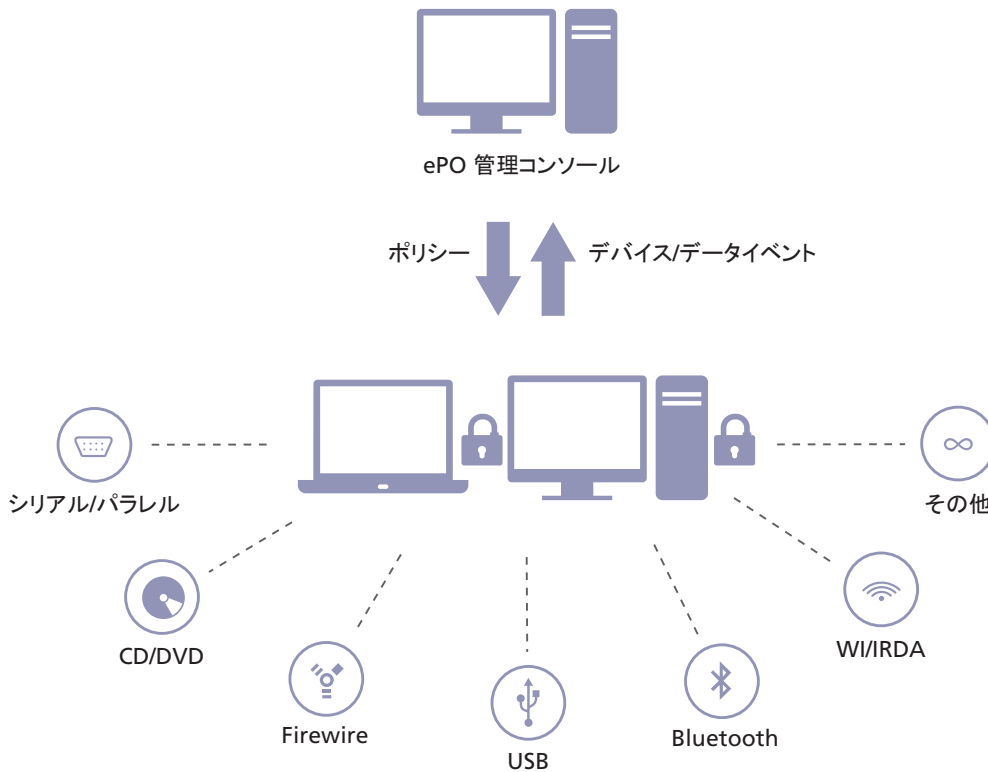 ePO 管理コンソール
ポリシー
デバイス/データイベント
シリアル/パラレル
その他
CD/DVD
WI/IRDA
Firewire
Bluetooth
USB